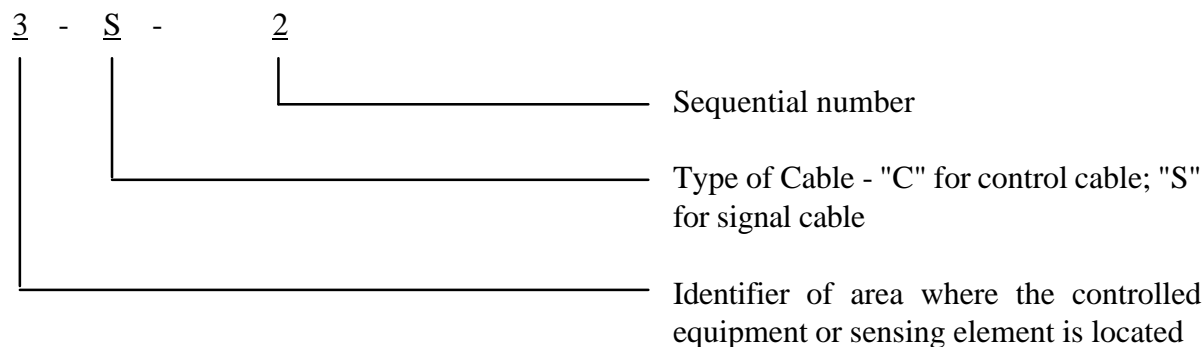 3 - S - 2
Sequential number
Type of Cable - "C" for control cable; "S"
for signal cable
Identifier of area where the controlled
equipment or sensing element is located